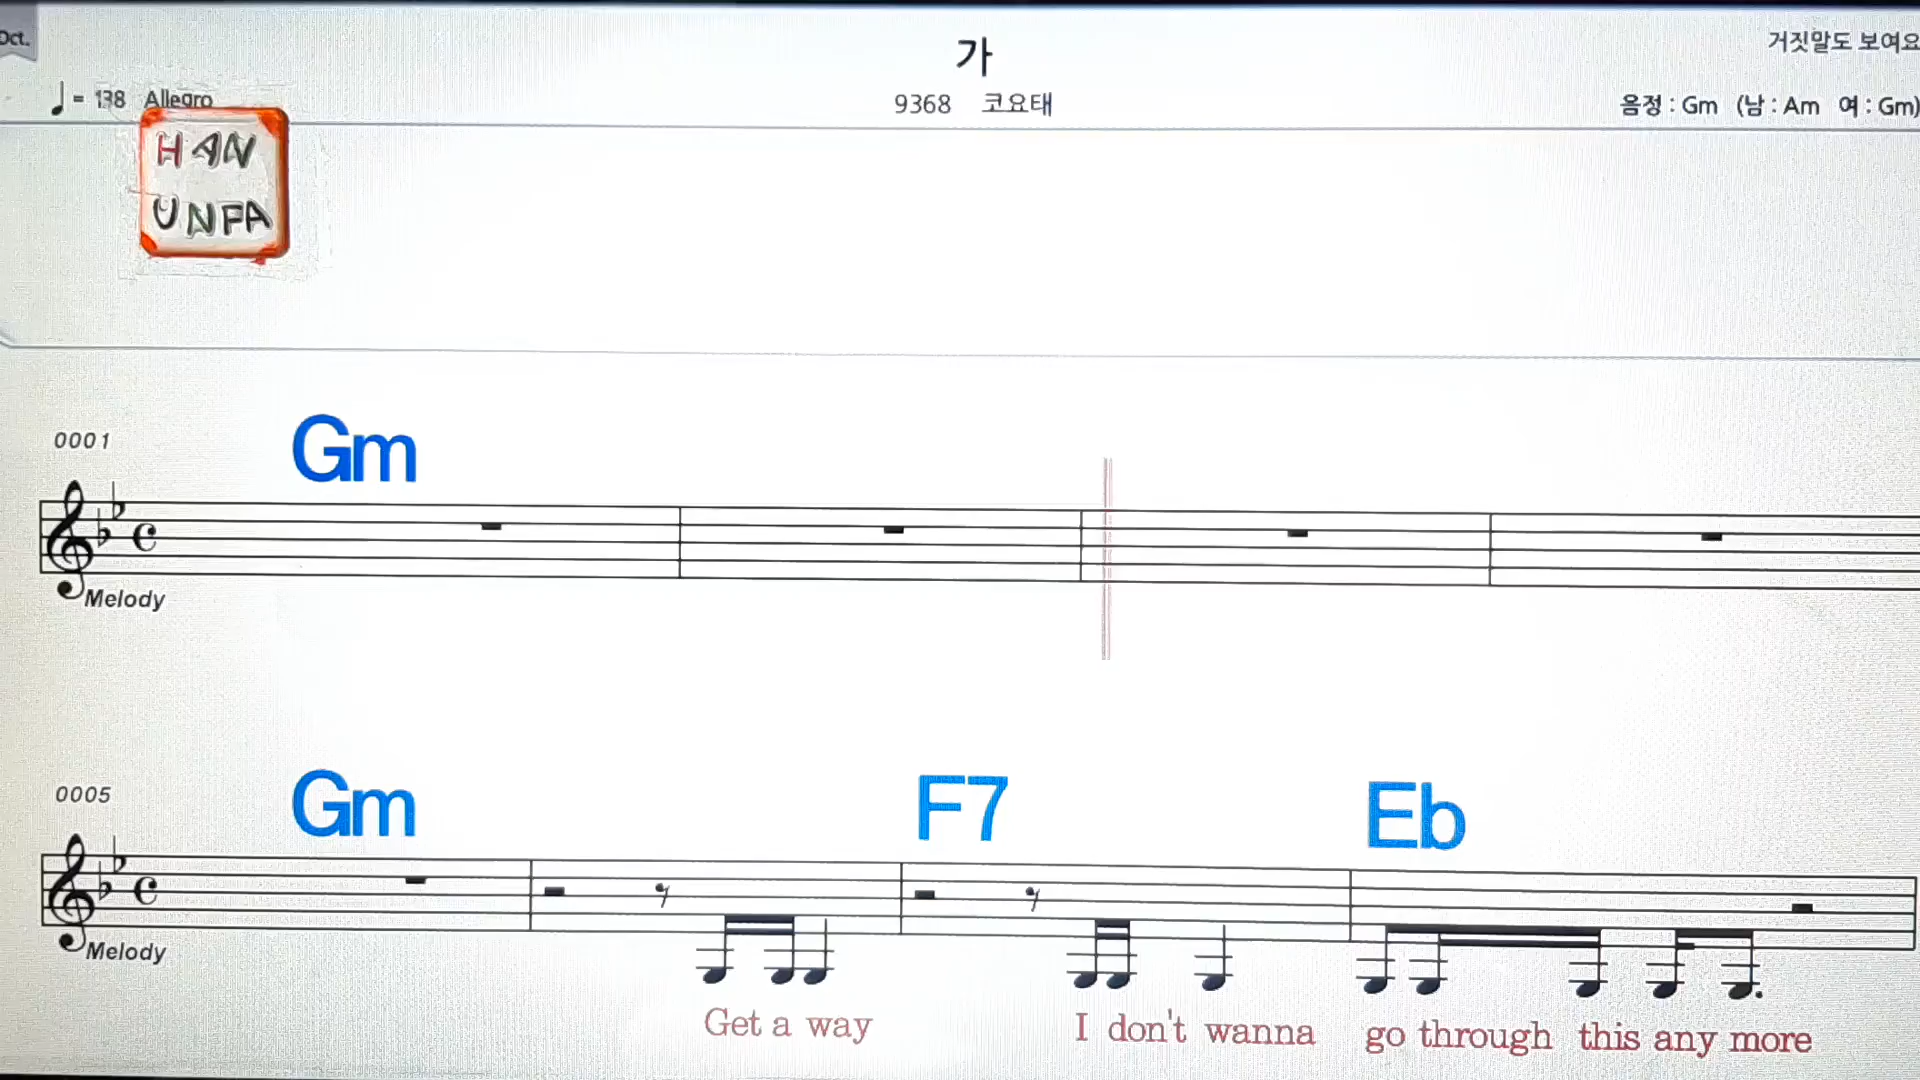 Oct.
가
거짓말도 보여요
= 138 Allegro
9368 코요태
음정 : Gm (남 : Am 여 : Gm)
HAN
UNFA
0001
Gm
Melody
0005
Gm F7 Eb
Melody
Get a way I don't wanna go through this any more